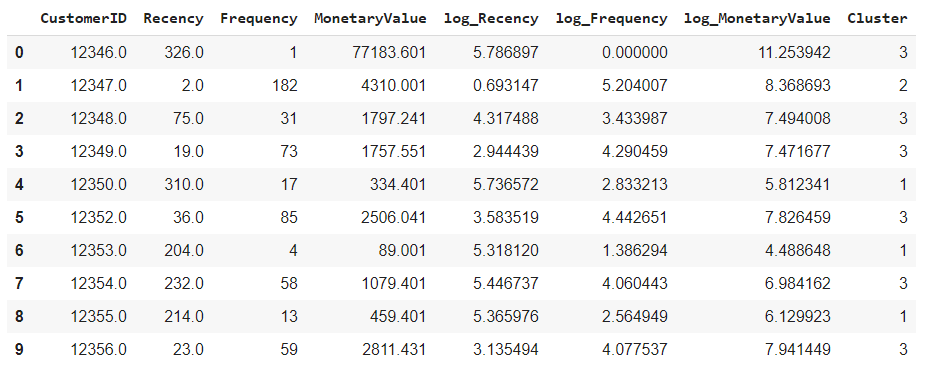 CustomerID Recency Frequency MonetaryValue log_Recency log_Frequency log_MonetaryValue Cluster
0 12346.0 326.0 1 77183.601 5.786897 0.000000 11.253942 3
1 12347.0 2.0 182 4310.001 0.693147 5.204007 8.368693 2
2 12348.0 75.0 31 1797.241 4.317488 3.433987 7.494008 3
3 12349.0 19.0 73 1757.551 2.944439 4.290459 7.471677 3
4 12350.0 310.0 17 334.401 5.736572 2.833213 5.812341 1
5 12352.0 36.0 85 2506.041 3.583519 4.442651 7.826459 3
6 12353.0 204.0 4 89.001 5.318120 1.386294 4.488648 1
7 12354.0 232.0 58 1079.401 5.446737 4.060443 6.984162 3
8 12355.0 214.0 13 459.401 5.365976 2.564949 6.129923 1
9 12356.0 23.0 59 2811.431 3.135494 4.077537 7.941449 3